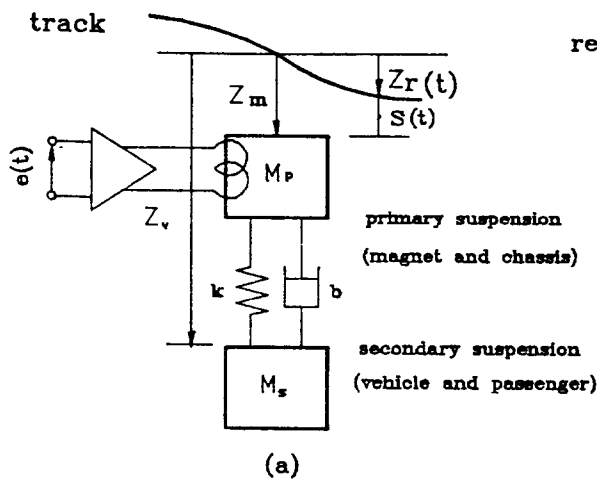 track
re
Zr(t)
Zm
S(t)
e(t)
Mp
Zv
primary suspension
(magnet and chassis)
k
b
secondary suspension
(vehicle and passenger)
Ms
(a)